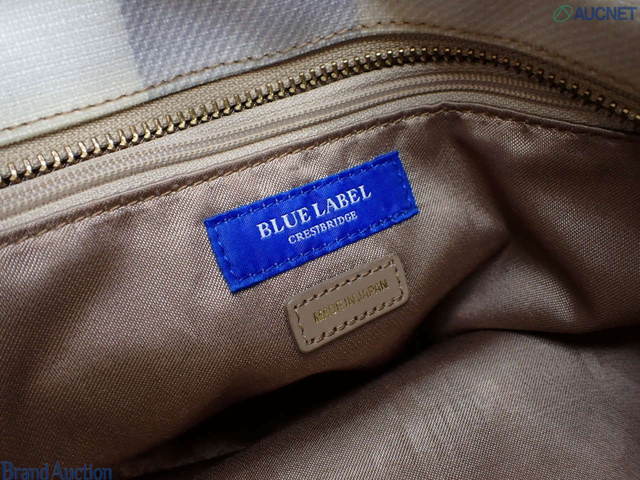 AUCNET
BLUE LABEL
CRESTBRIDGE
MADE IN JAPAN
Brand Auction